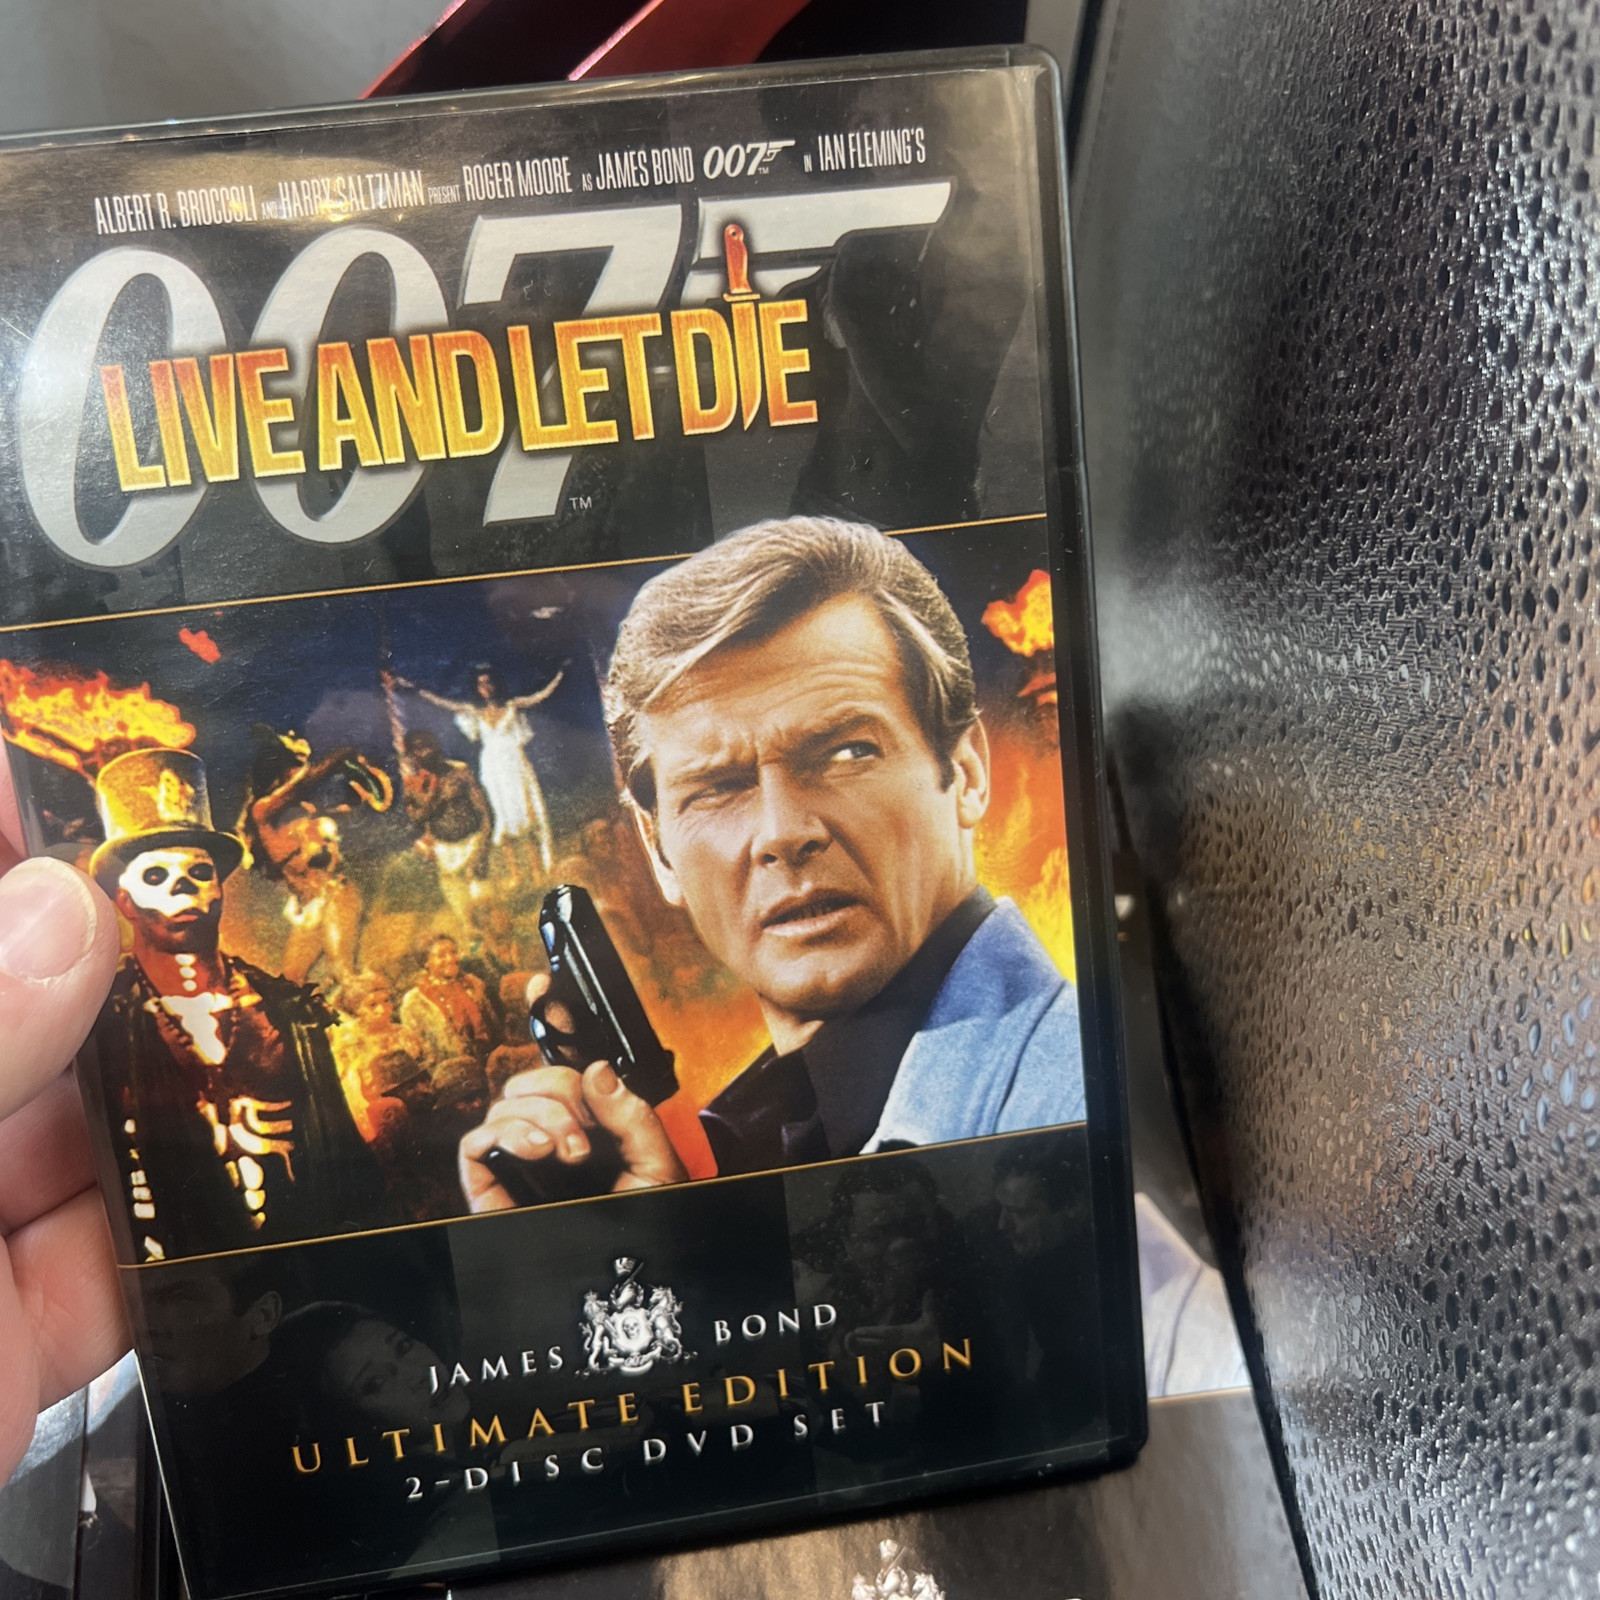 ALBERT R. BROCCOLI AND HARRY SALTZMAN PRESENT ROGER MOORE AS JAMES BOND 007 TM IN IAN FLEMING'S
007 TM
LIVE AND LET DIE
JAMES BOND
ULTIMATE EDITION
2-DISC DVD SET